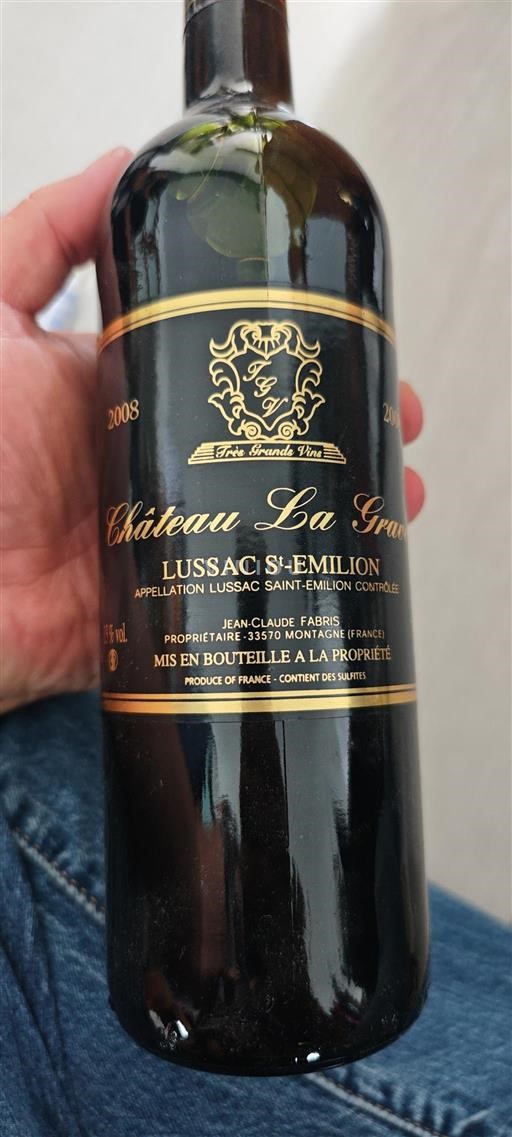 TGV
Très Grands Vins
2008
Château La
LUSSAC St-EMILION
APPELLATION LUSSAC SAINT-EMILION CONTRÔLÉE
JEAN-CLAUDE FABRIS
PROPRIÉTAIRE - 33570 MONTAGNE (FRANCE)
% vol.
MIS EN BOUTEILLE A LA PROPRIÉTÉ
PRODUCE OF FRANCE - CONTIENT DES SULFITES